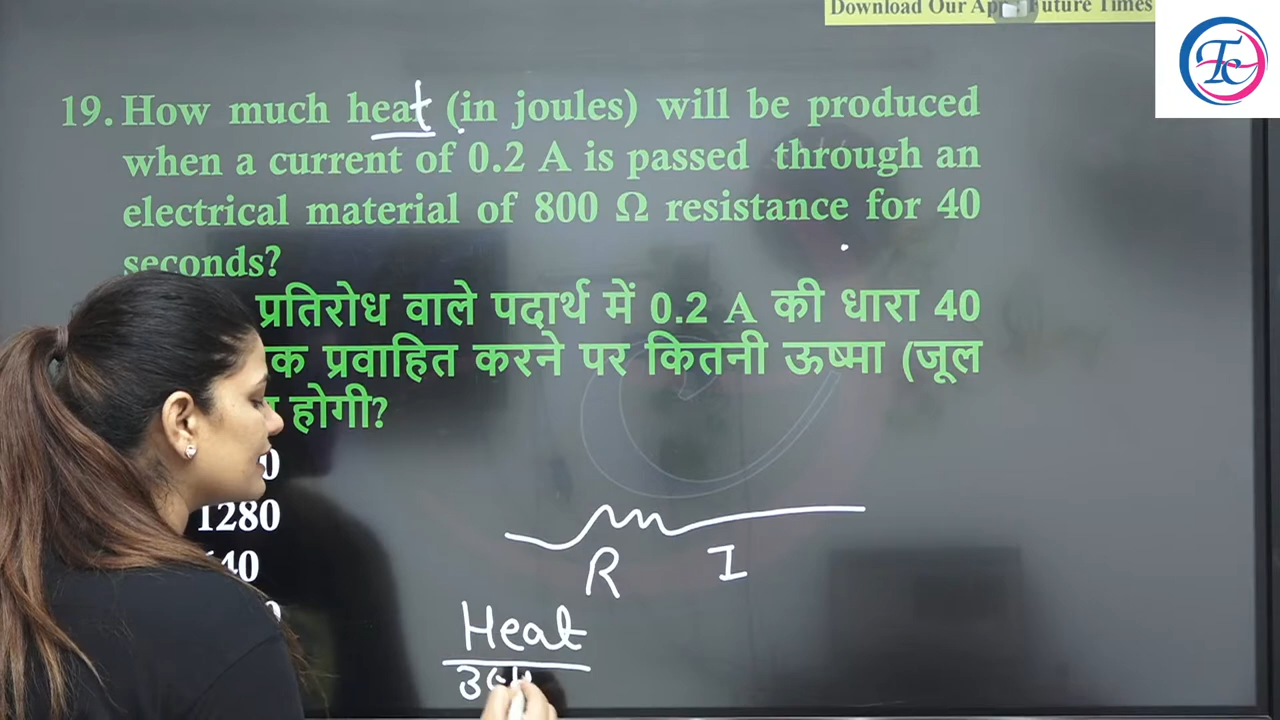 Download Our App Future Times
Tc
19. How much heat (in joules) will be produced
when a current of 0.2 A is passed through an
electrical material of 800 Ω resistance for 40
seconds?
प्रतिरोध वाले पदार्थ में 0.2 A की धारा 40
प्रवाहित करने पर कितनी ऊष्मा (जूल
होगी?
1280
R I
Heat